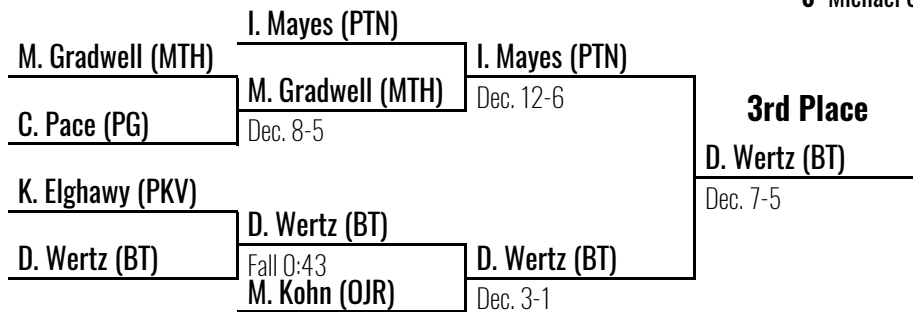 Michael
I. Mayes (PTN)
M. Gradwell (MTH)
I. Mayes (PTN)
M. Gradwell (MTH)
Dec. 12-6
3rd Place
C. Pace (PG)
Dec. 8-5
D. Wertz (BT)
K. Elghawy (PKV)
Dec. 7-5
D. Wertz (BT)
D. Wertz (BT)
Fall 0:43
D. Wertz (BT)
M. Kohn (OJR)
Dec. 3-1